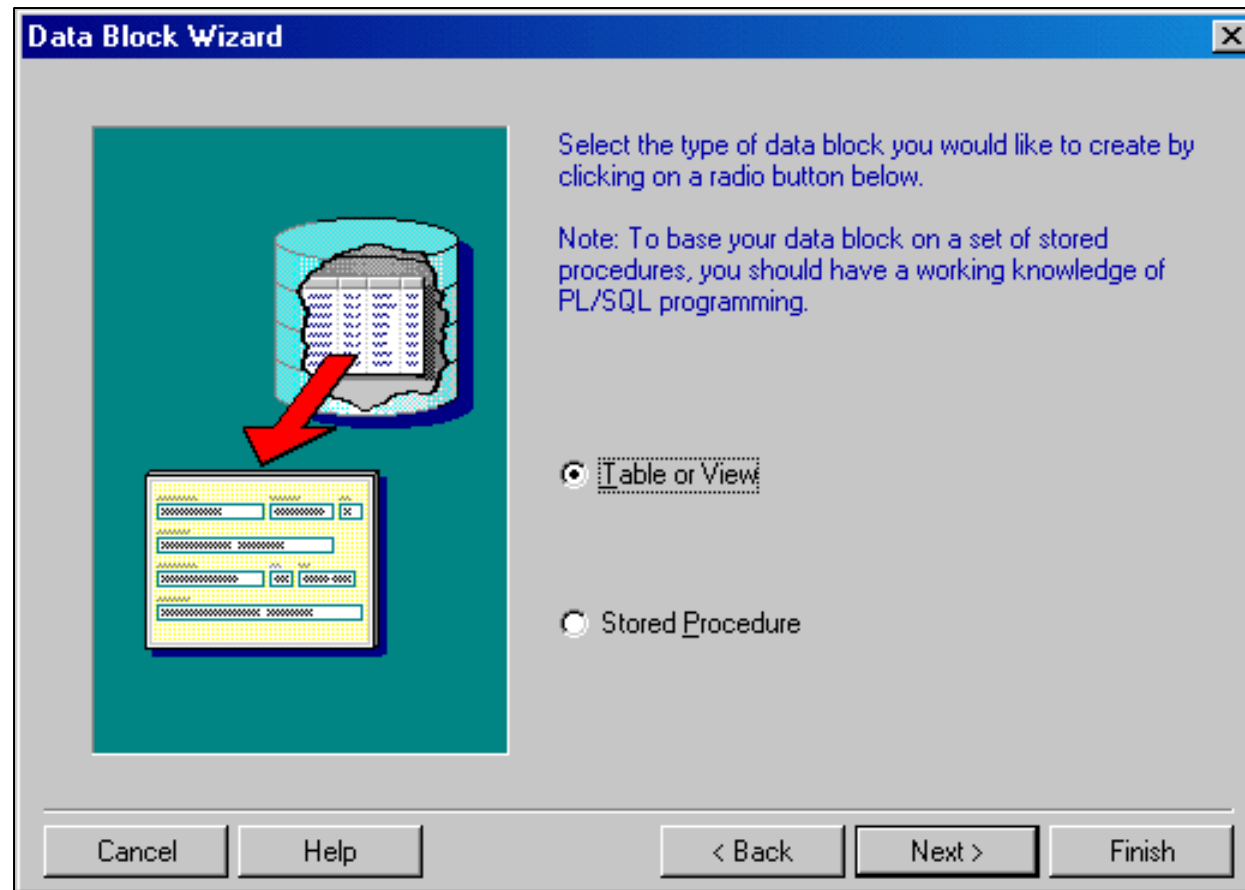 Data Block Wizard
Select the type of data block you would like to create by
clicking on a radio button below.
Note: To base your data block on a set of stored
procedures, you should have a working knowledge of
PL/SQL programming.
Table or View
Stored Procedure
Cancel
Help
< Back
Next >
Finish